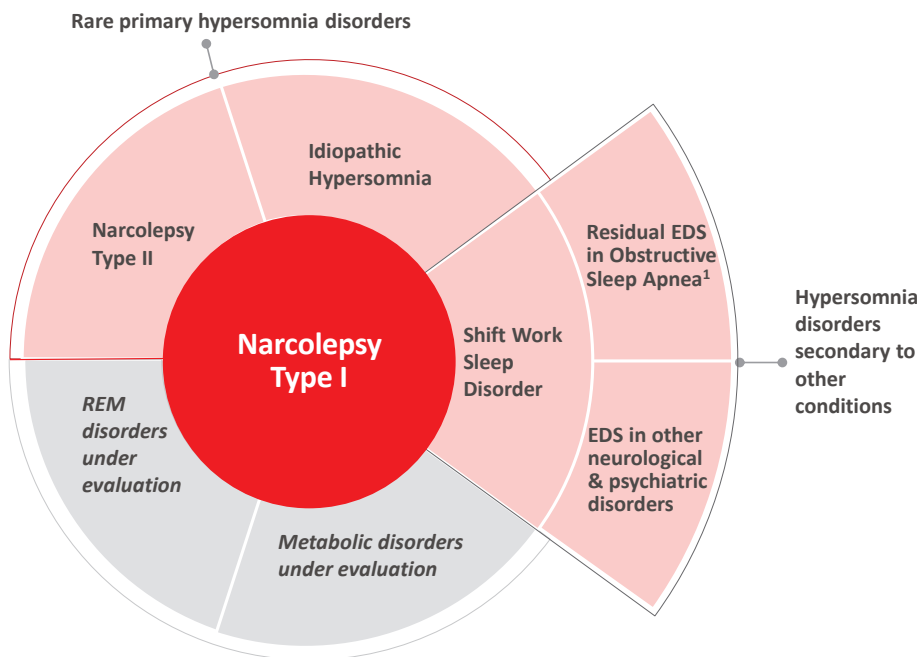 Rare primary hypersomnia disorders
Idiopathic
Hypersomnia
Narcolepsy
Type II
Residual EDS
in Obstructive
Sleep Apnea¹
Hypersomnia
disorders
secondary to
other
conditions
Narcolepsy
Type I
Shift Work
Sleep
Disorder
REM
disorders
under
evaluation
EDS in other
neurological
& psychiatric
disorders
Metabolic disorders
under evaluation